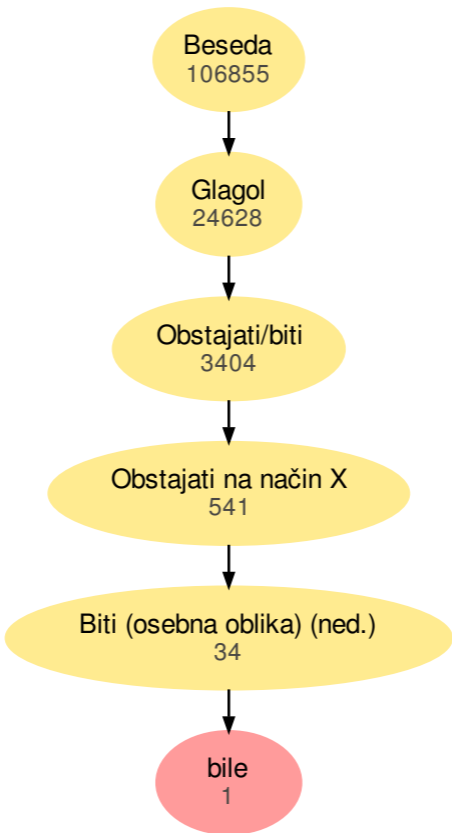 Beseda
106855
Glagol
24628
Obstajati/biti
3404
Obstajati na način X
541
Biti (osebna oblika) (ned.)
34
bile
1